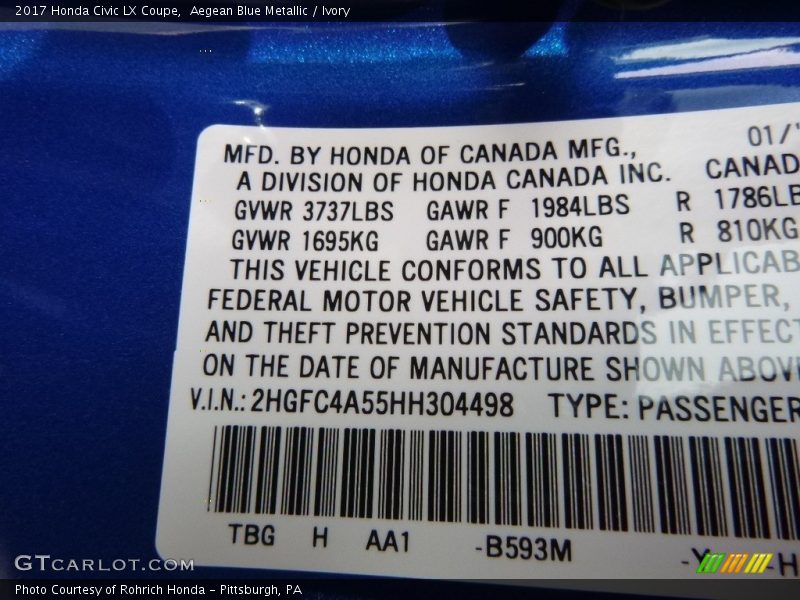 2017 Honda Civic LX Coupe, Aegean Blue Metallic / Ivory
01/'
MFD. BY HONDA OF CANADA MFG.,
A DIVISION OF HONDA CANADA INC. CANAD
GVWR 3737LBS GAWR F 1984LBS R 1786LB
GVWR 1695KG GAWR F 900KG R 810KG
THIS VEHICLE CONFORMS TO ALL APPLICAB
FEDERAL MOTOR VEHICLE SAFETY, BUMPER,
AND THEFT PREVENTION STANDARDS IN EFFECT
ON THE DATE OF MANUFACTURE SHOWN ABOVE
V.I.N.: 2HGFC4A55HH304498 TYPE: PASSENGER
TBG H AA1 -B593M -Y -H
GTCARLOT.COM
Photo Courtesy of Rohrich Honda - Pittsburgh, PA